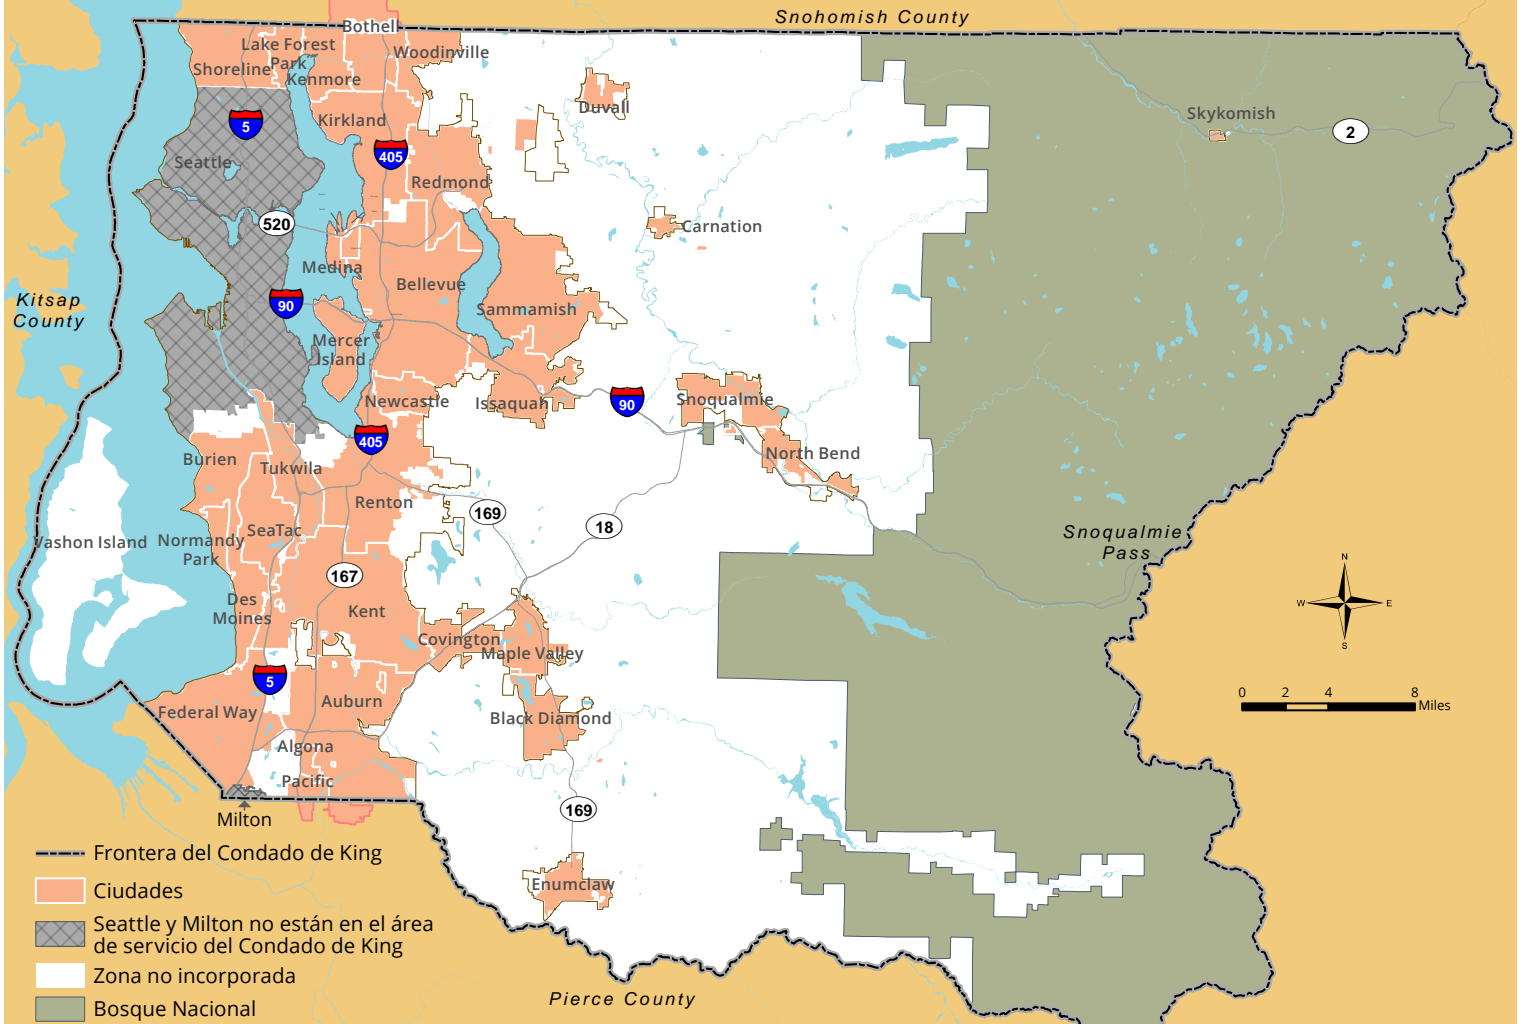 Snohomish County
Bothell
Lake Forest
Park
Woodinville
Shoreline
Kenmore
Duvall
5
Kirkland
Skykomish
2
405
Seattle
Redmond
520
Carnation
Medina
Bellevue
Kitsap
County
90
Sammamish
Mercer
Island
Newcastle
Issaquah
90
Snoqualmie
405
Burien
Tukwila
North Bend
Renton
169
18
Vashon Island
Normandy
Park
SeaTac
Snoqualmie
Pass
167
N
W
E
S
Des
Moines
Kent
Covington
Maple Valley
5
Auburn
Federal Way
Black Diamond
0 2 4 8
Miles
Algona
Pacific
Milton
169
Enumclaw
Pierce County
Frontera del Condado de King
Ciudades
Seattle y Milton no están en el área
de servicio del Condado de King
Zona no incorporada
Bosque Nacional